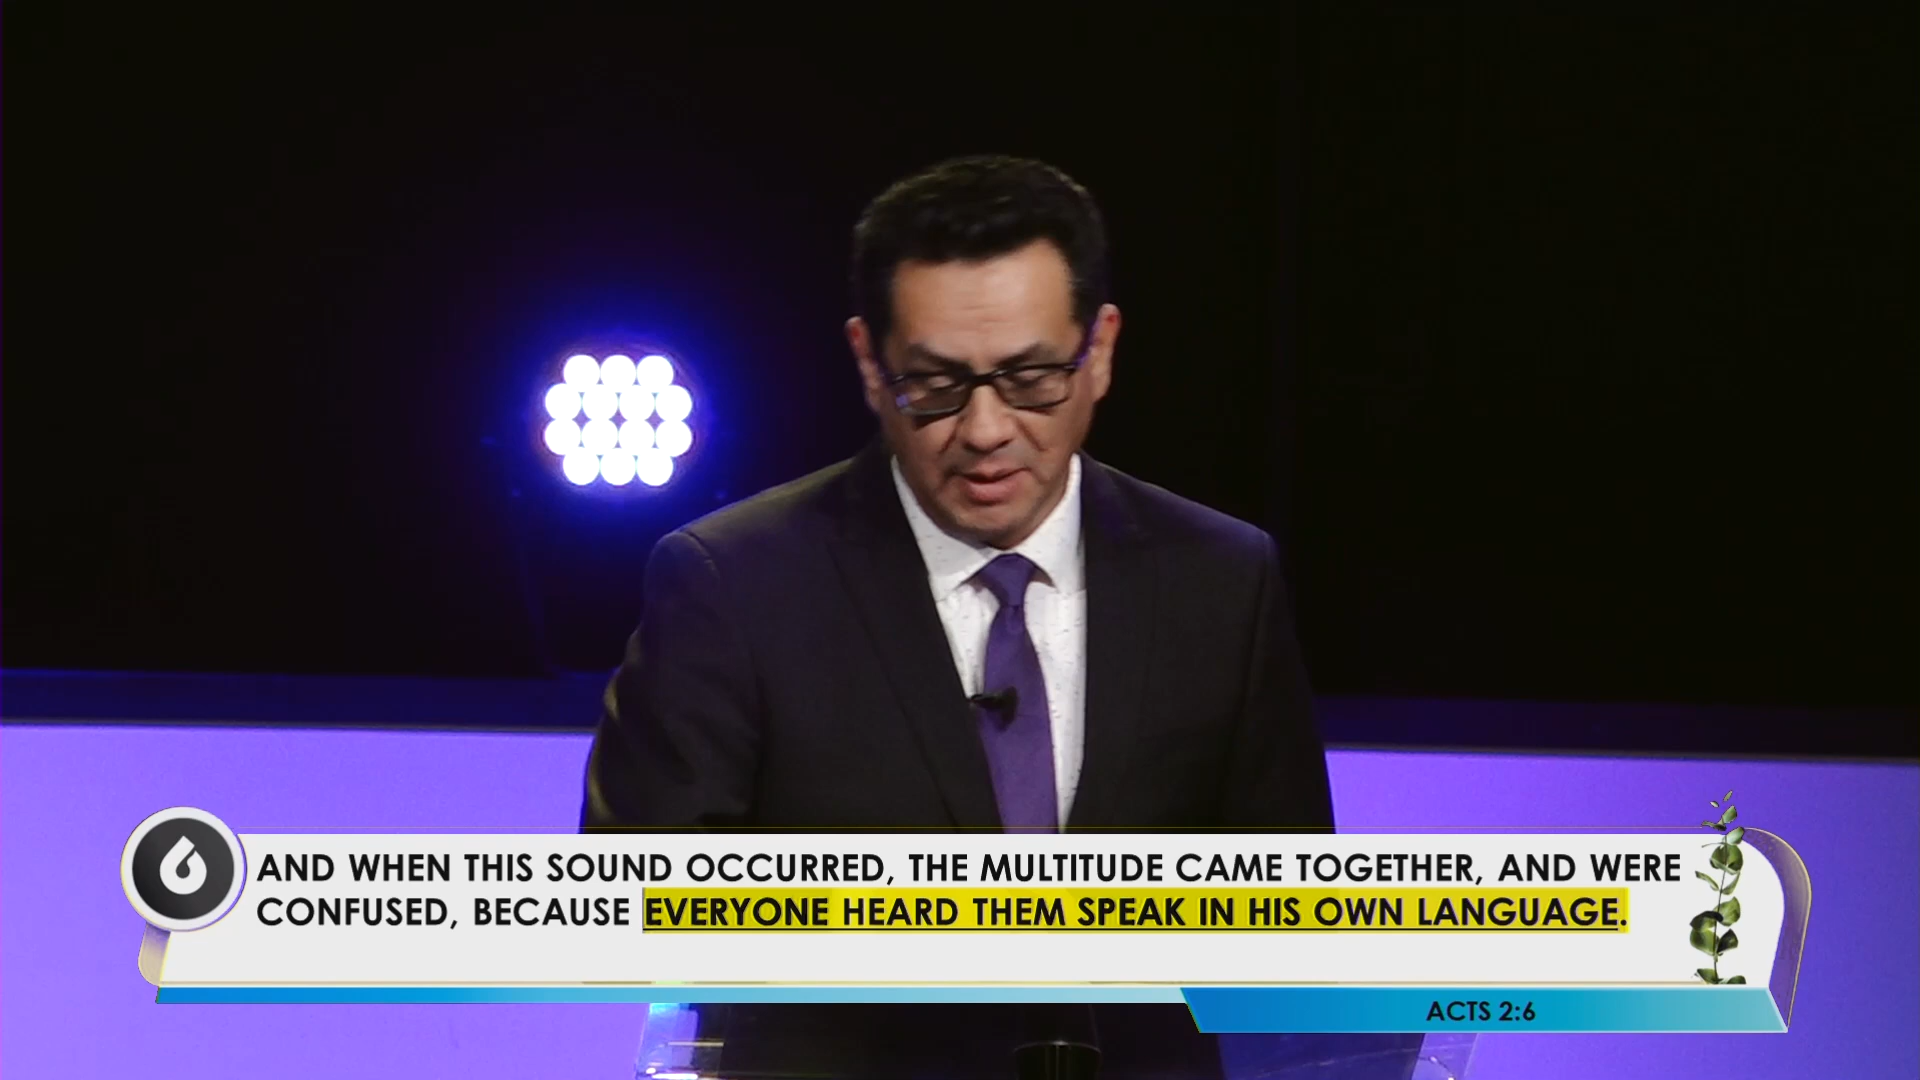 AND WHEN THIS SOUND OCCURRED, THE MULTITUDE CAME TOGETHER, AND WERE
CONFUSED, BECAUSE EVERYONE HEARD THEM SPEAK IN HIS OWN LANGUAGE.
ACTS 2:6